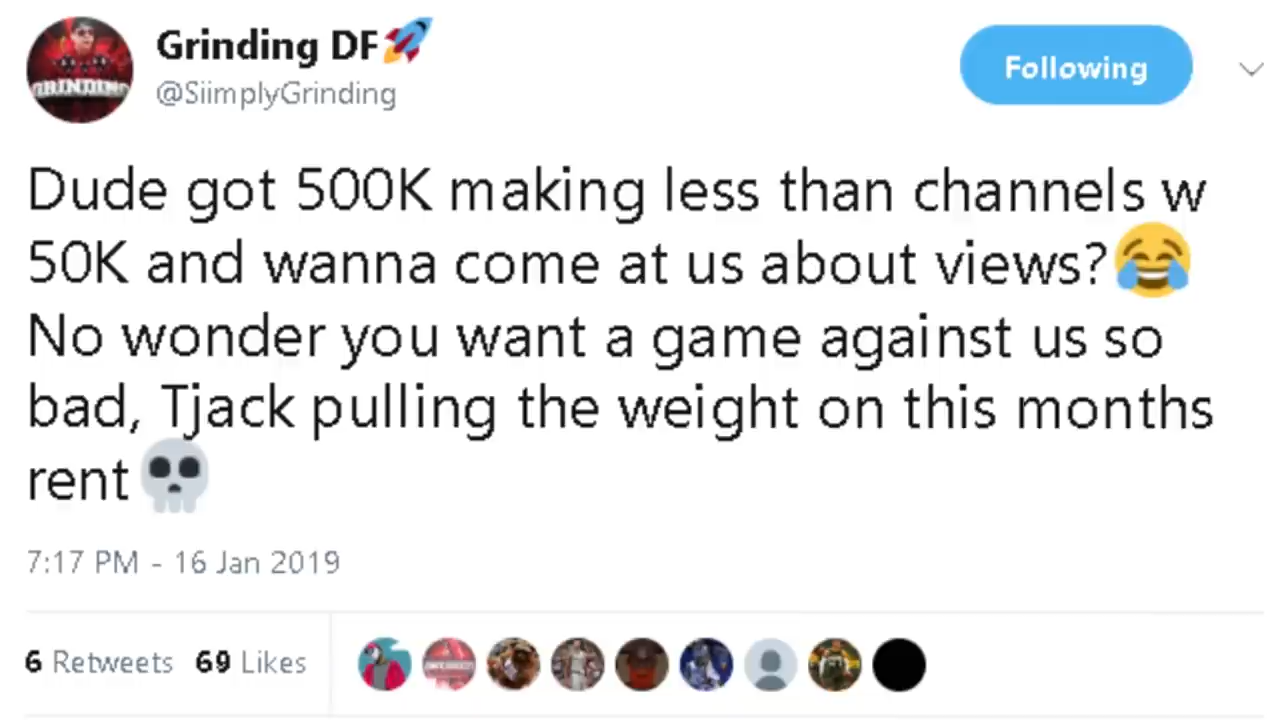 Grinding DF🚀
@SiimplyGrinding
Following
GRINDING
Dude got 500K making less than channels w
50K and wanna come at us about views?😂
No wonder you want a game against us so
bad, Tjack pulling the weight on this months
rent💀
7:17 PM - 16 Jan 2019
6 Retweets 69 Likes